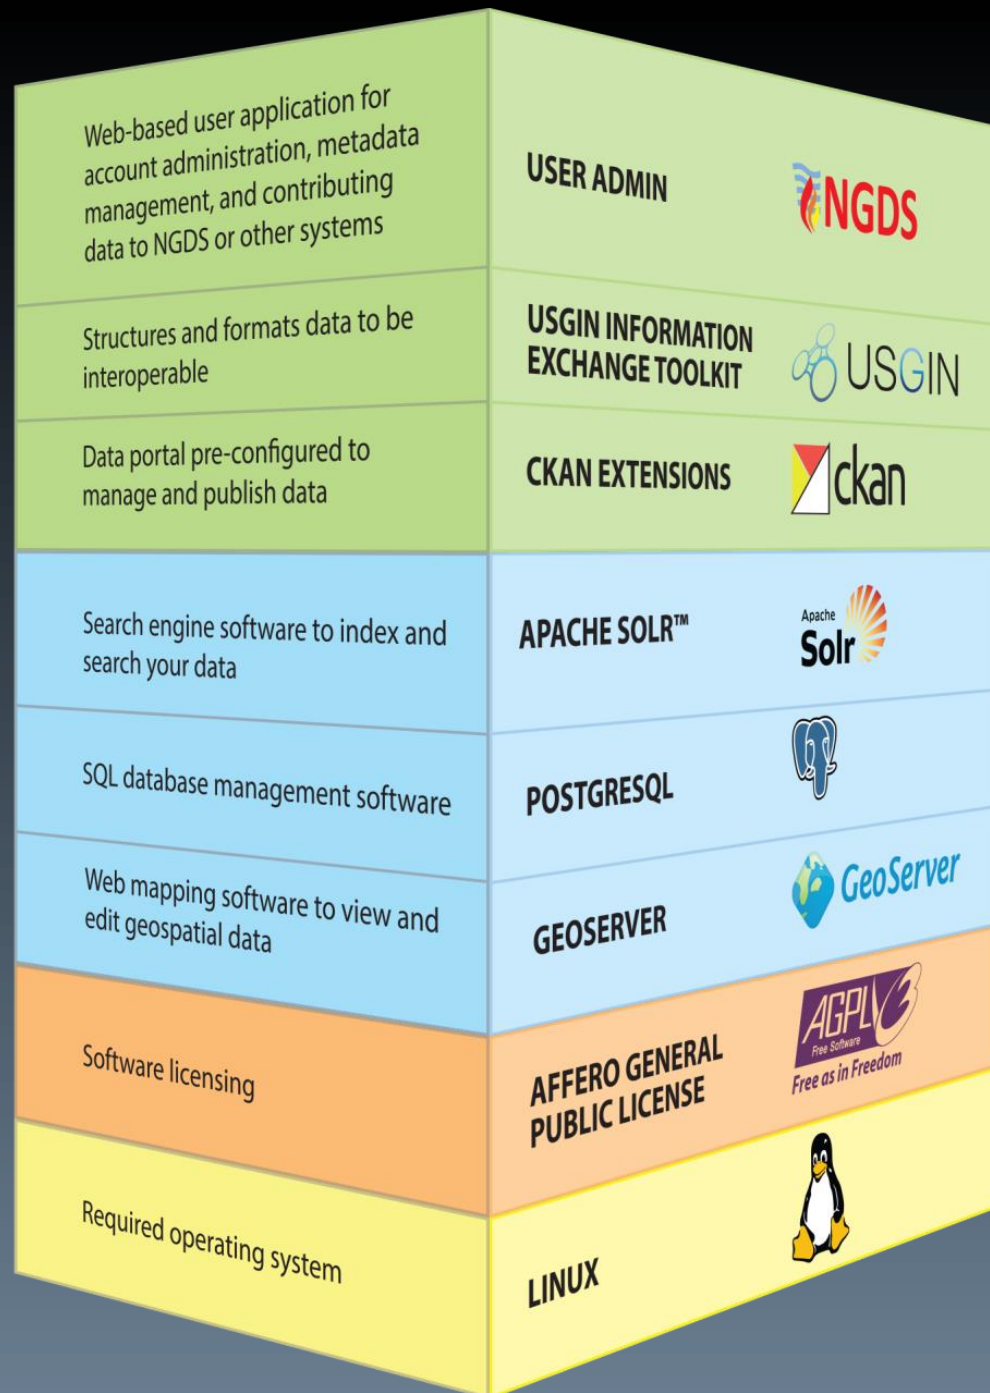 Web-based user application for
account administration, metadata
management, and contributing
data to NGDS or other systems
USER ADMIN
NGDS
Structures and formats data to be
interoperable
USGIN INFORMATION
EXCHANGE TOOLKIT
USGIN
Data portal pre-configured to
manage and publish data
CKAN EXTENSIONS
ckan
Search engine software to index and
search your data
APACHE SOLR™
Apache
Solr
SQL database management software
POSTGRESQL
Web mapping software to view and
edit geospatial data
GEOSERVER
GeoServer
Software licensing
AFFERO GENERAL
PUBLIC LICENSE
AGPLV3
Free Software
Free as in Freedom
Required operating system
LINUX